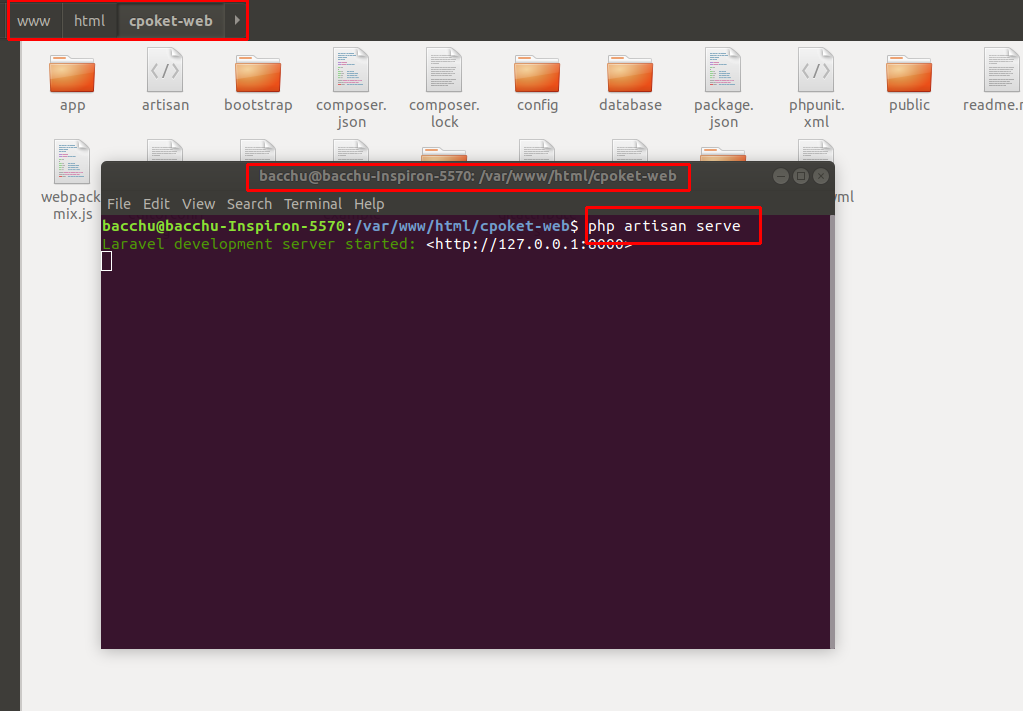 www html cpoket-web
app artisan bootstrap composer. composer. config database package. phpunit. public readme.
json lock json xml
webpack
mix.js
yml
bacchu@bacchu-Inspiron-5570: /var/www/html/cpoket-web
File Edit View Search Terminal Help
bacchu@bacchu-Inspiron-5570:/var/www/html/cpoket-web$ php artisan serve
Laravel development server started: <http://127.0.0.1:8000>